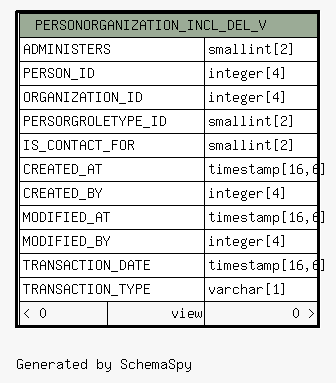 PERSONORGANIZATION_INCL_DEL_V
ADMINISTERS smallint[2]
PERSON_ID integer[4]
ORGANIZATION_ID integer[4]
PERSORGROLETYPE_ID smallint[2]
IS_CONTACT_FOR smallint[2]
CREATED_AT timestamp[16,6]
CREATED_BY integer[4]
MODIFIED_AT timestamp[16,6]
MODIFIED_BY integer[4]
TRANSACTION_DATE timestamp[16,6]
TRANSACTION_TYPE varchar[1]
< 0 view 0 >
Generated by SchemaSpy